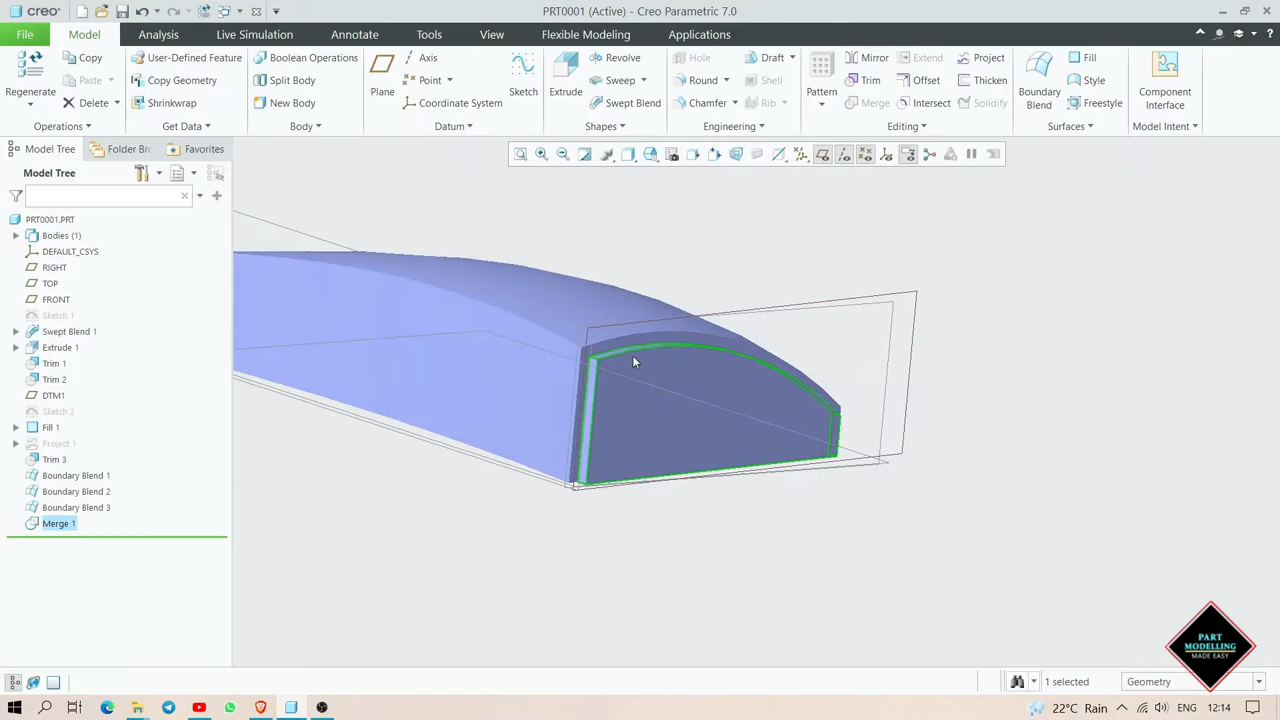 creo
PRT0001 (Active) - Creo Parametric 7.0
File Model Analysis Live Simulation Annotate Tools View Flexible Modeling Applications
Regenerate
Copy
Paste
Delete
Operations
User-Defined Feature
Copy Geometry
Shrinkwrap
Get Data
Boolean Operations
Split Body
New Body
Body
Plane
Axis
Point
Coordinate System
Sketch
Datum
Extrude
Revolve
Sweep
Swept Blend
Shapes
Hole
Round
Chamfer
Draft
Shell
Rib
Engineering
Pattern
Mirror
Trim
Merge
Extend
Offset
Intersect
Project
Thicken
Solidify
Editing
Boundary
Blend
Fill
Style
Freestyle
Surfaces
Component
Interface
Model Intent
Model Tree
Folder Bro
Favorites
Model Tree
PRT0001.PRT
Bodies (1)
DEFAULT_CSYS
RIGHT
TOP
FRONT
Sketch 1
Swept Blend 1
Extrude 1
Trim 1
Trim 2
DTM1
Sketch 2
Fill 1
Project 1
Trim 3
Boundary Blend 1
Boundary Blend 2
Boundary Blend 3
Merge 1
PART
MODELLING
MADE EASY
1 selected
Geometry
22°C Rain
ENG
12:14